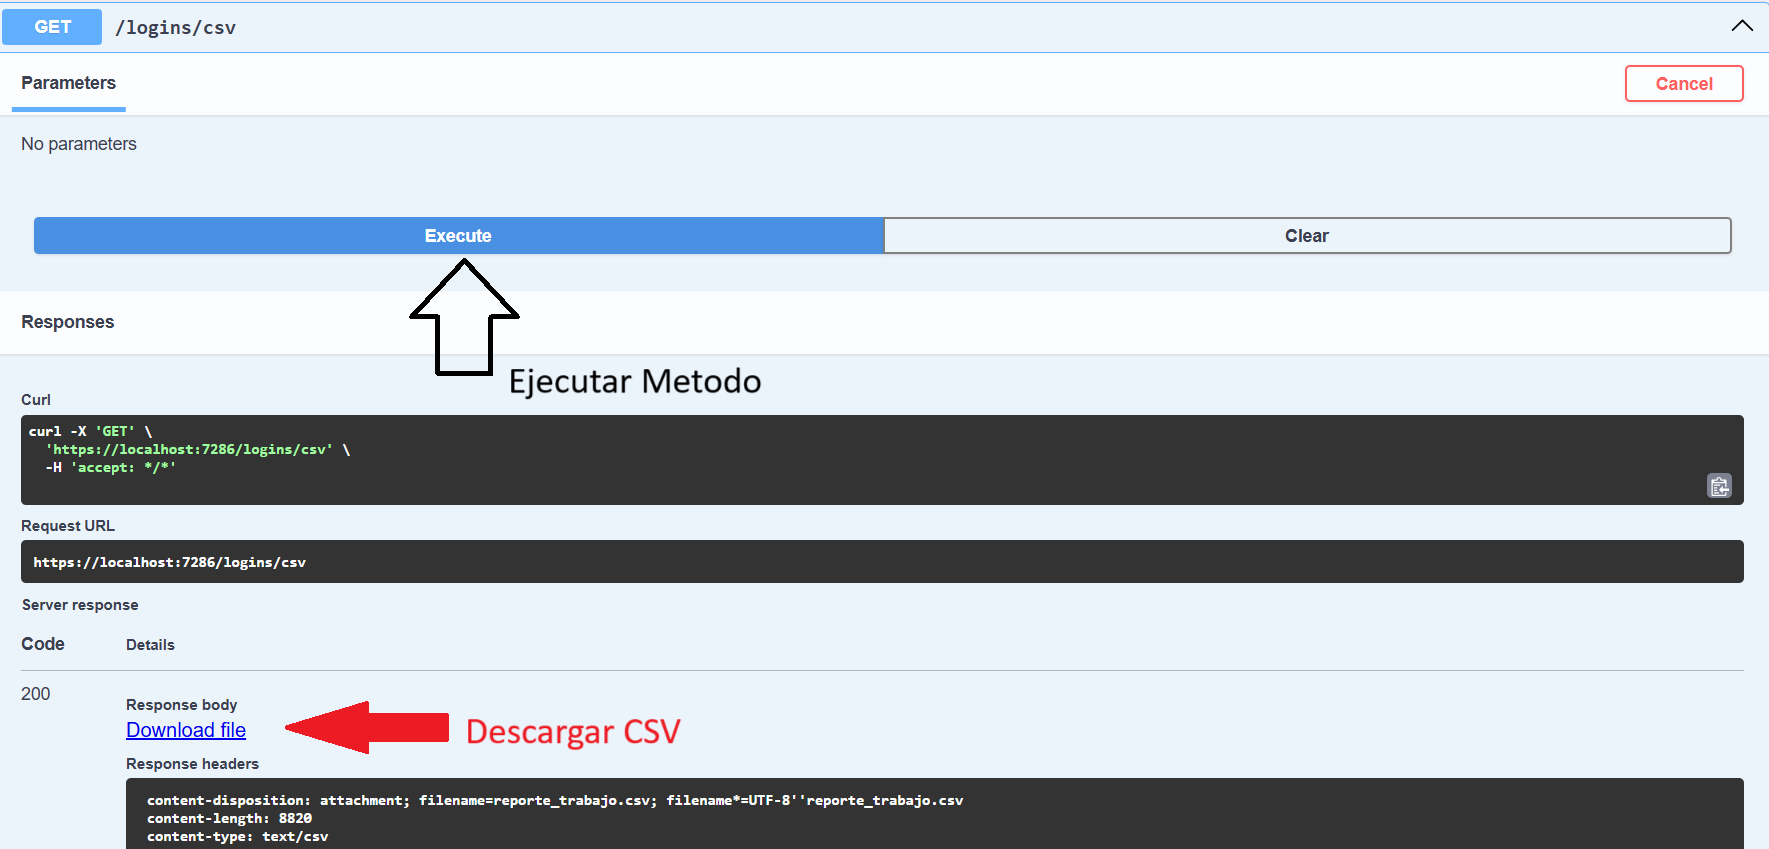 GET /logins/csv
Parameters
Cancel
No parameters
Execute
Clear
Responses
Ejecutar Metodo
Curl
curl -X 'GET' \
'https://localhost:7286/logins/csv' \
-H 'accept: */*'
Request URL
https://localhost:7286/logins/csv
Server response
Code Details
200
Response body
Download file
Descargar CSV
Response headers
content-disposition: attachment; filename=reporte_trabajo.csv; filename*=UTF-8''reporte_trabajo.csv
content-length: 8820
content-type: text/csv